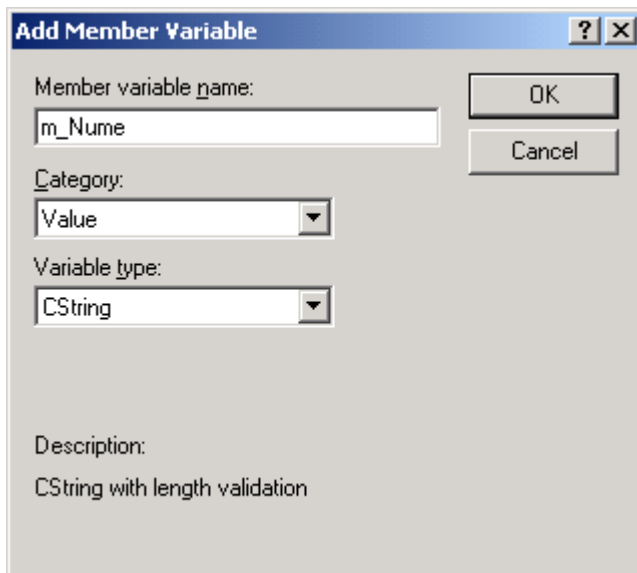 Add Member Variable
Member variable name:
OK
m_Nume
Cancel
Category:
Value
Variable type:
CString
Description:
CString with length validation